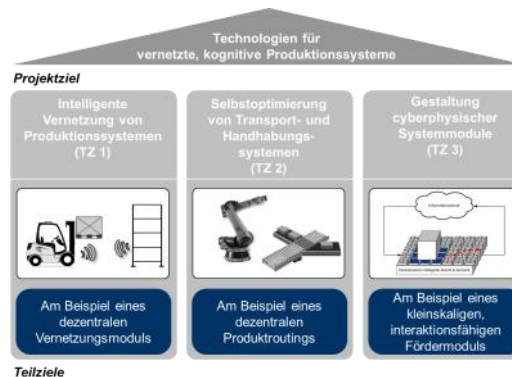 Technologien für
vernetzte, kognitive Produktionssysteme
Projektziel
Intelligente
Vernetzung von
Produktionssystemen
(TZ 1)
Selbstoptimierung
von Transport- und
Handhabungs-
systemen
(TZ 2)
Gestaltung
cyberphysischer
Systemmodule
(TZ 3)
Am Beispiel eines
dezentralen
Vernetzungsmoduls
Am Beispiel eines
dezentralen
Produktroutings
Am Beispiel eines
kleinskaligen,
interaktionsfähigen
Fördermoduls
Teilziele